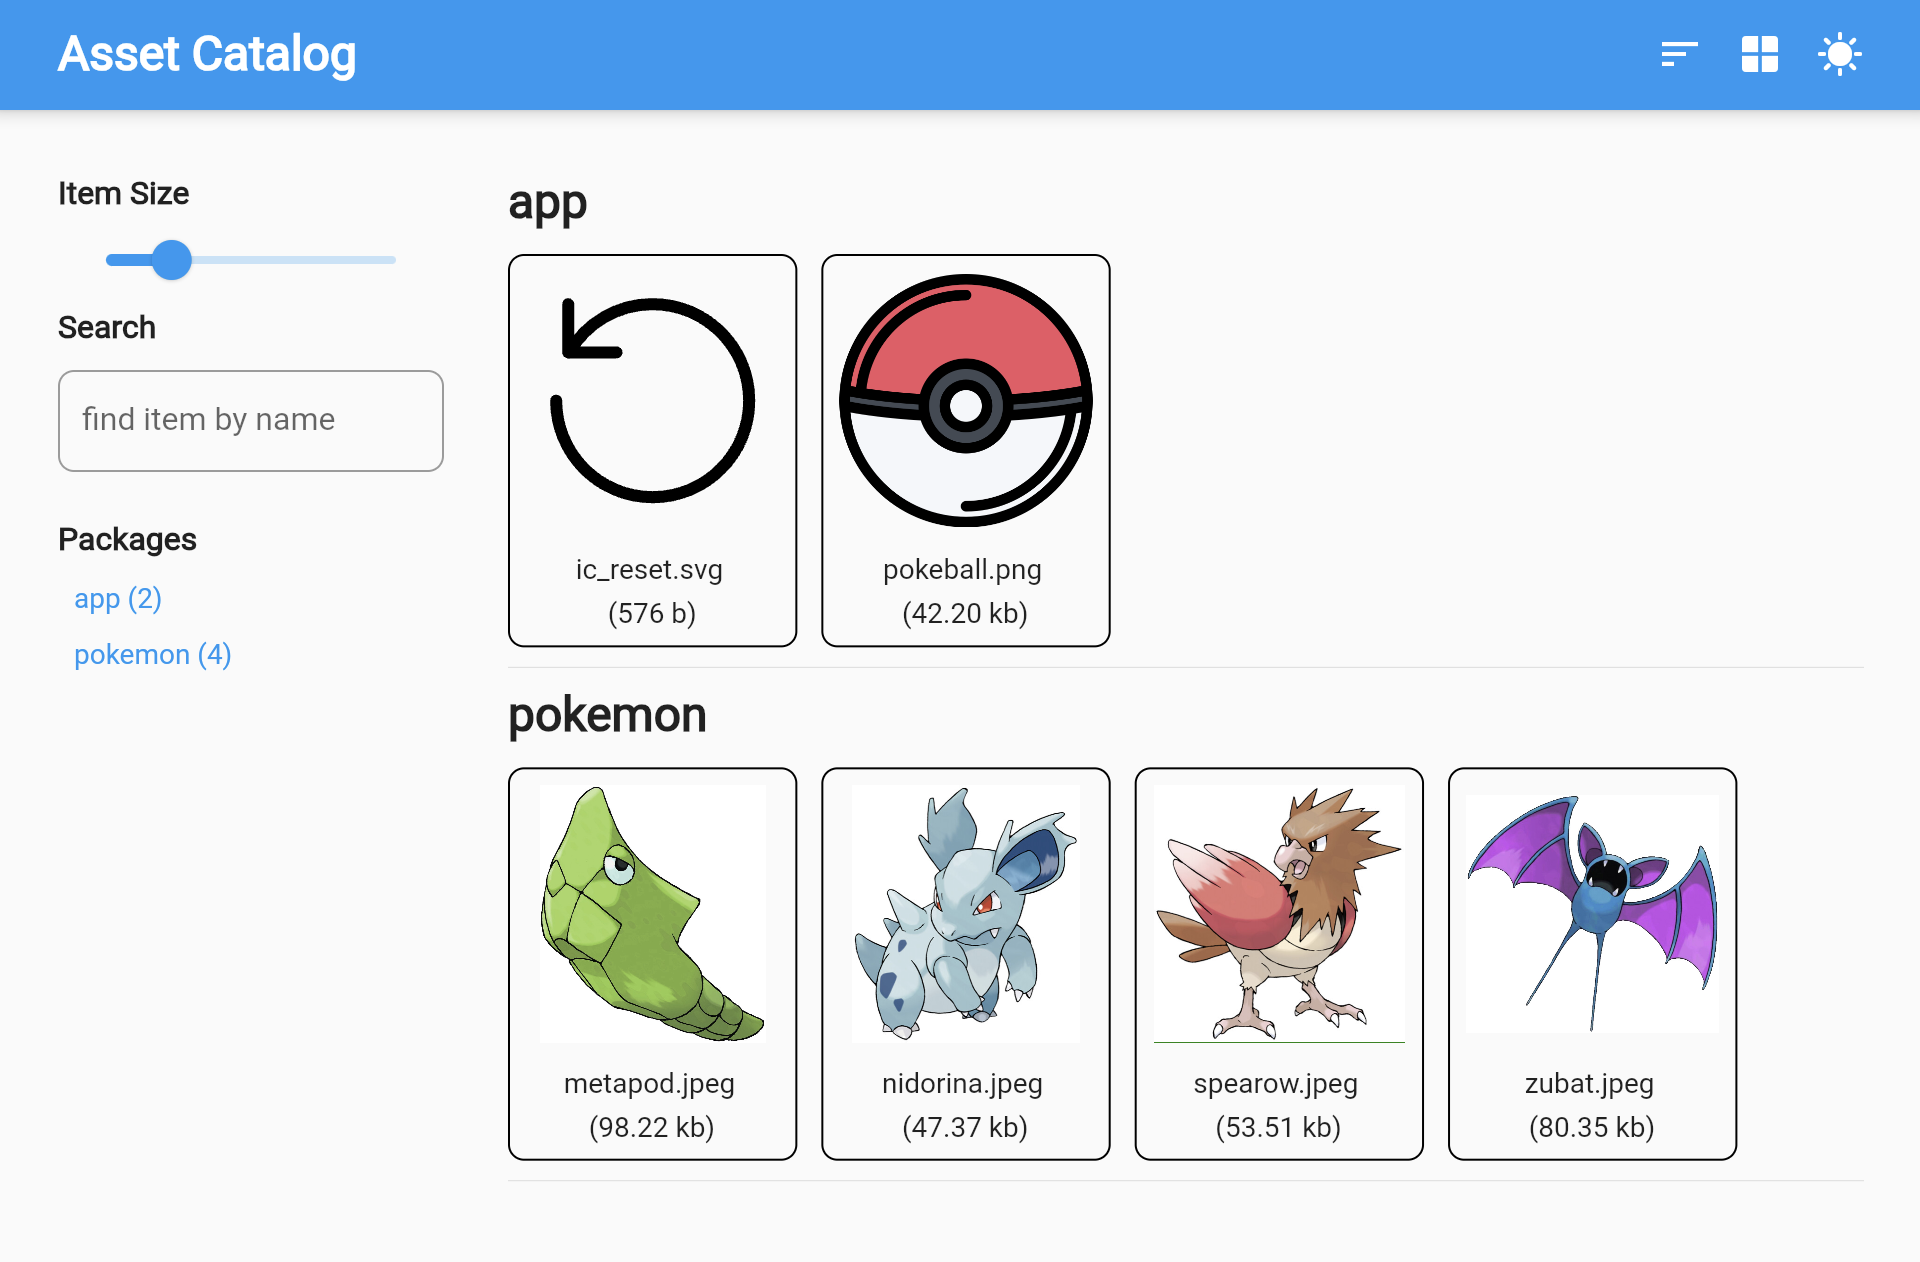 Asset Catalog
Item Size
Search
find item by name
Packages
app (2)
pokemon (4)
app
ic_reset.svg
(576 b)
pokeball.png
(42.20 kb)
pokemon
metapod.jpeg
(98.22 kb)
nidorina.jpeg
(47.37 kb)
spearow.jpeg
(53.51 kb)
zubat.jpeg
(80.35 kb)